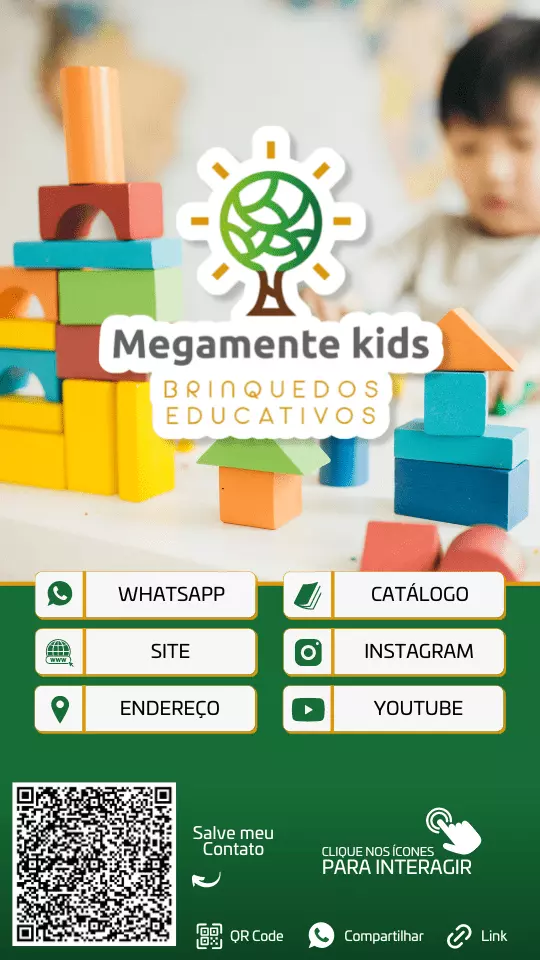 Megamente kids
BRINQUEDOS
EDUCATIVOS
WHATSAPP
CATÁLOGO
WWW
SITE
INSTAGRAM
ENDEREÇO
YOUTUBE
Salve meu
Contato
CLIQUE NOS ÍCONES
PARA INTERAGIR
QR Code
Compartilhar
Link